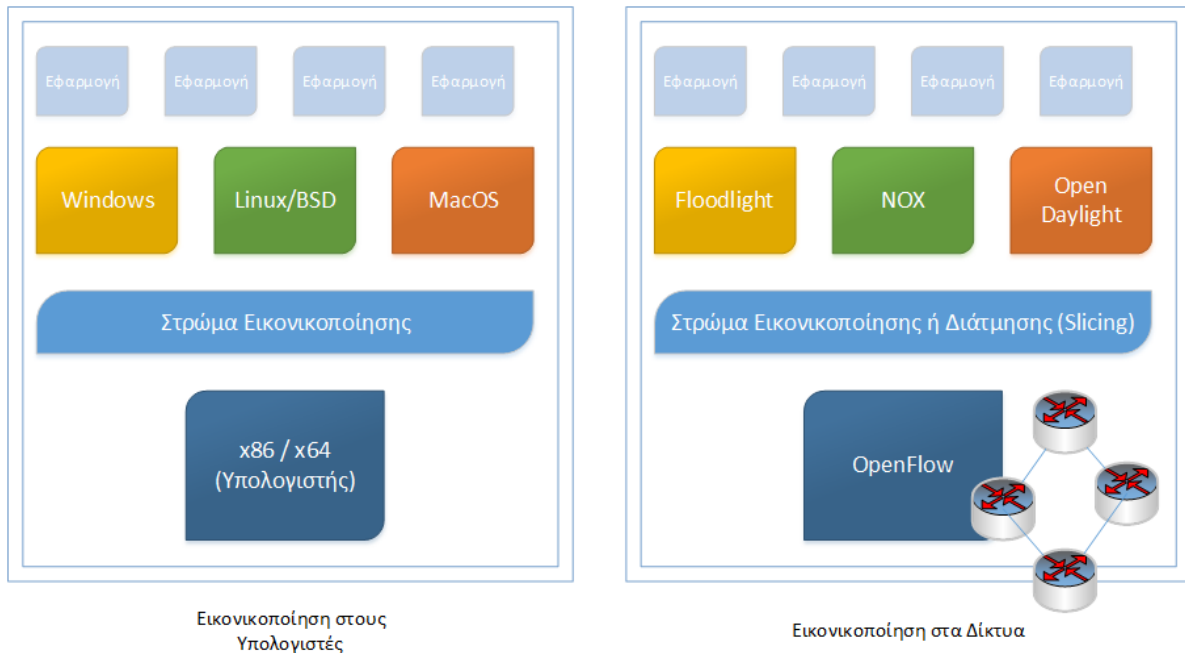 Εφαρμογή
Εφαρμογή
Εφαρμογή
Εφαρμογή
Windows
Linux/BSD
MacOS
Στρώμα Εικονικοποίησης
x86 / x64
(Υπολογιστής)
Εικονικοποίηση στους
Υπολογιστές
Εφαρμογή
Εφαρμογή
Εφαρμογή
Εφαρμογή
Floodlight
NOX
Open
Daylight
Στρώμα Εικονικοποίησης ή Διάτμησης (Slicing)
OpenFlow
Εικονικοποίηση στα Δίκτυα